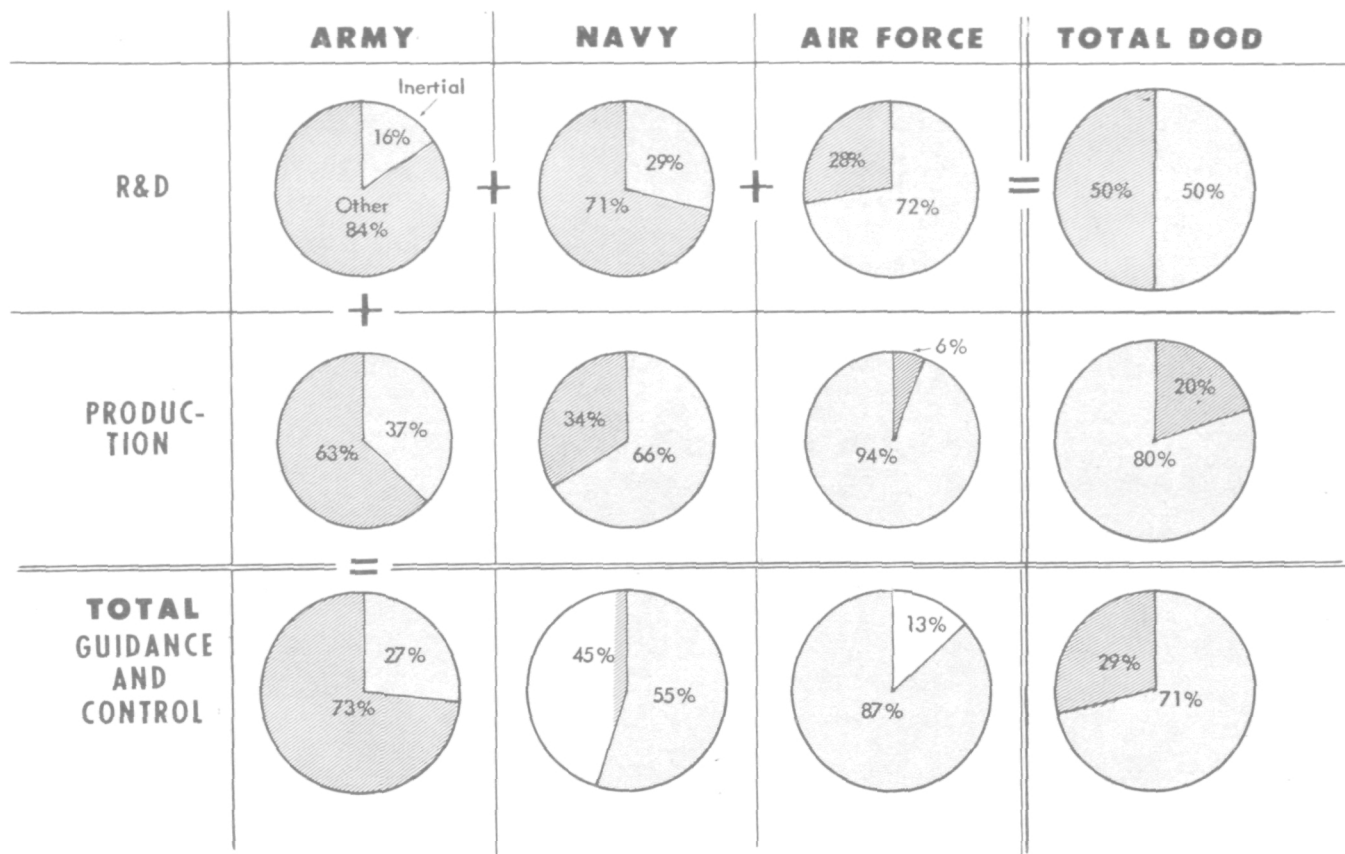 ARMY NAVY AIR FORCE TOTAL DOD
Inertial
R&D
16%
Other
84%
+
29%
71%
+
28%
72%
=
50% 50%
+
PRODUC-
TION
37%
63%
34%
66%
6%
94%
20%
80%
=
TOTAL
GUIDANCE
AND
CONTROL
27%
73%
45%
55%
13%
87%
29%
71%